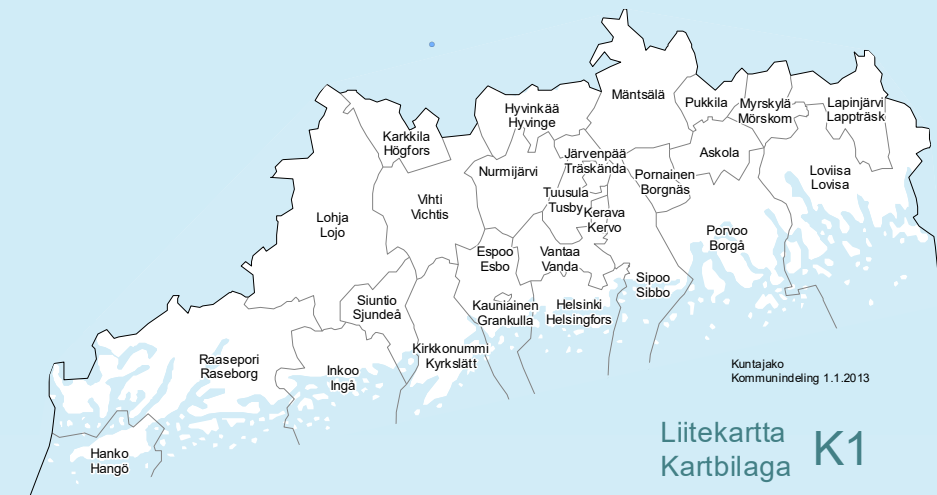 Mäntsälä
Pukkila
Myrskylä
Mörskom
Lapinjärvi
Lappträsk
Hyvinkää
Hyvinge
Karkkila
Högfors
Järvenpää
Träskända
Askola
Nurmijärvi
Pornainen
Borgnäs
Loviisa
Lovisa
Vihti
Vichtis
Tuusula
Tusby
Kerava
Kervo
Lohja
Lojo
Porvoo
Borgå
Espoo
Esbo
Vantaa
Vanda
Sipoo
Sibbo
Siuntio
Sjundeå
Kauniainen
Grankulla
Helsinki
Helsingfors
Kirkkonummi
Kyrkslätt
Raasepori
Raseborg
Inkoo
Ingå
Kuntajako
Kommunindeling 1.1.2013
Hanko
Hangö
Liitekartta
Kartbilaga
K1